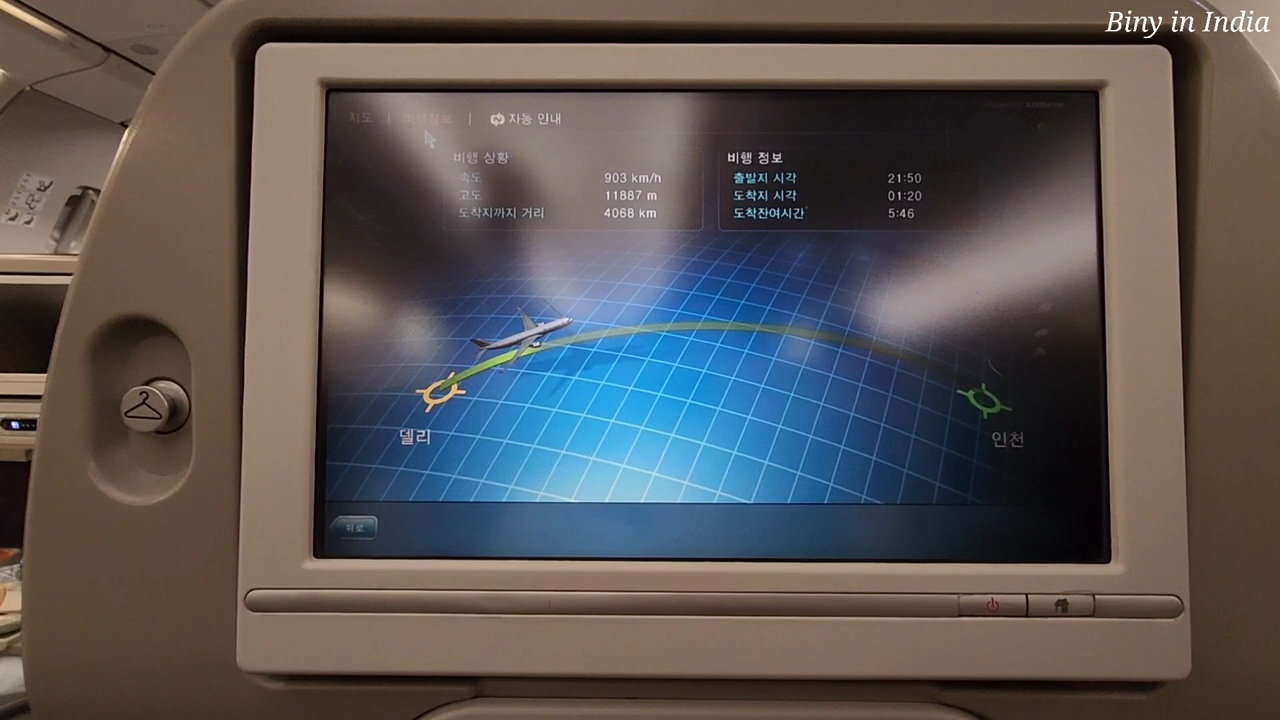 Biny in India
지도 | 비행정보 | 자동 안내
비행 상황
속도 903 km/h
고도 11887 m
도착지까지 거리 4068 km
비행 정보
출발지 시각 21:50
도착지 시각 01:20
도착잔여시간 5:46
델리
인천
뒤로